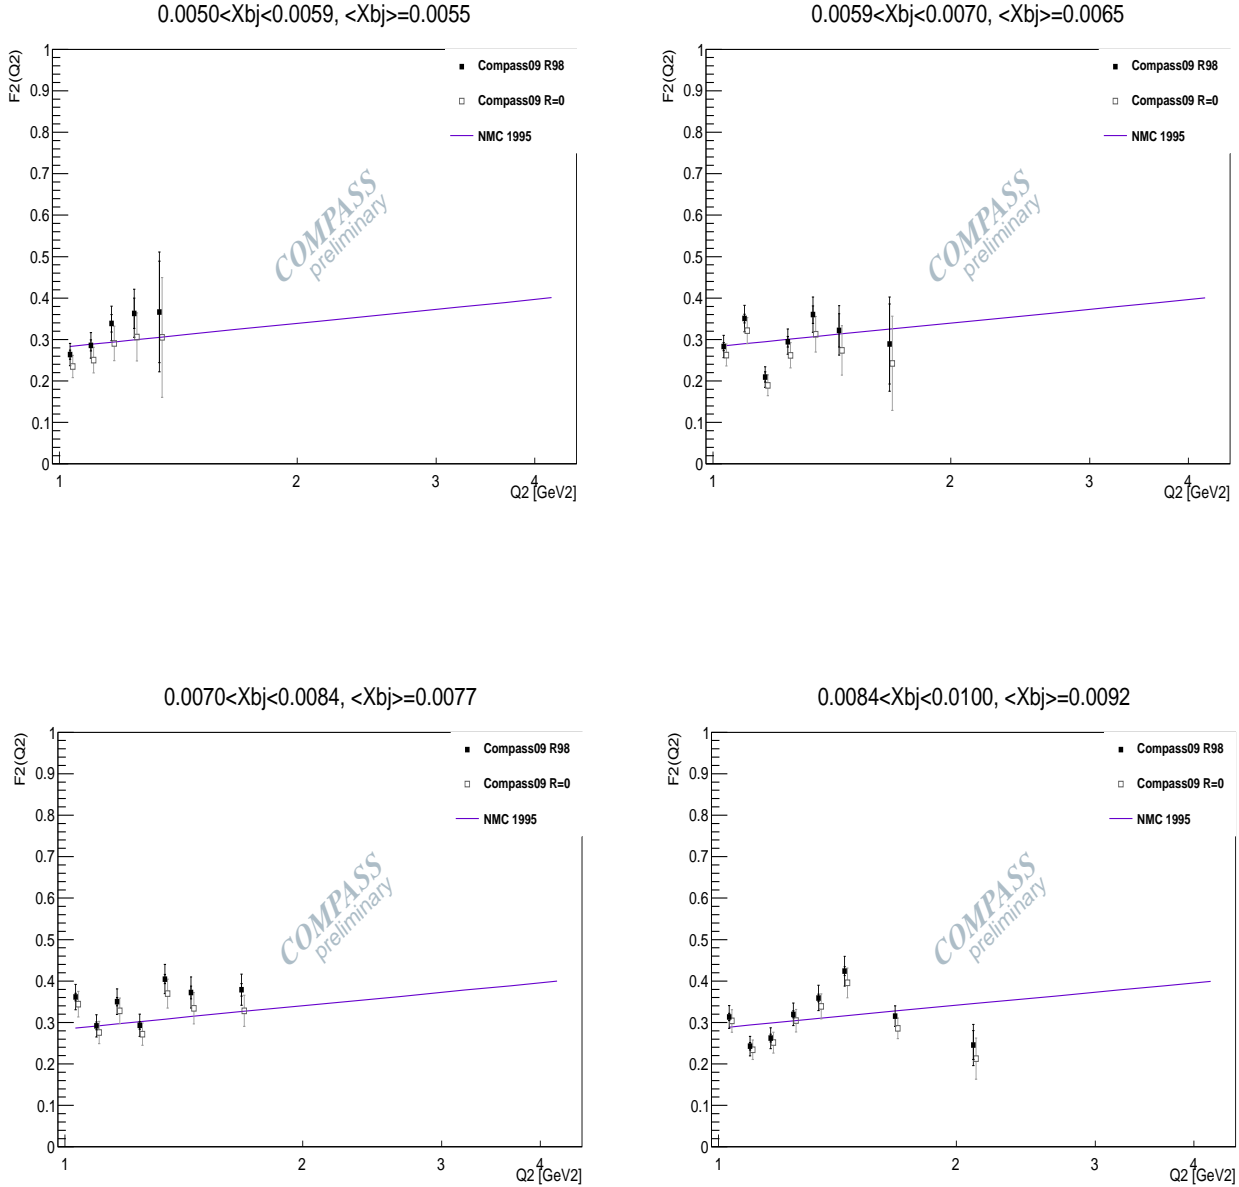 0.0050<Xbj<0.0059, <Xbj>=0.0055
F2(Q2)
1
0.9
0.8
0.7
0.6
0.5
0.4
0.3
0.2
0.1
0
Compass09 R98
Compass09 R=0
NMC 1995
COMPASS
preliminary
1
2
3
4
Q2 [GeV2]
0.0059<Xbj<0.0070, <Xbj>=0.0065
F2(Q2)
1
0.9
0.8
0.7
0.6
0.5
0.4
0.3
0.2
0.1
0
Compass09 R98
Compass09 R=0
NMC 1995
COMPASS
preliminary
1
2
3
4
Q2 [GeV2]
0.0070<Xbj<0.0084, <Xbj>=0.0077
F2(Q2)
1
0.9
0.8
0.7
0.6
0.5
0.4
0.3
0.2
0.1
0
Compass09 R98
Compass09 R=0
NMC 1995
COMPASS
preliminary
1
2
3
4
Q2 [GeV2]
0.0084<Xbj<0.0100, <Xbj>=0.0092
F2(Q2)
1
0.9
0.8
0.7
0.6
0.5
0.4
0.3
0.2
0.1
0
Compass09 R98
Compass09 R=0
NMC 1995
COMPASS
preliminary
1
2
3
4
Q2 [GeV2]